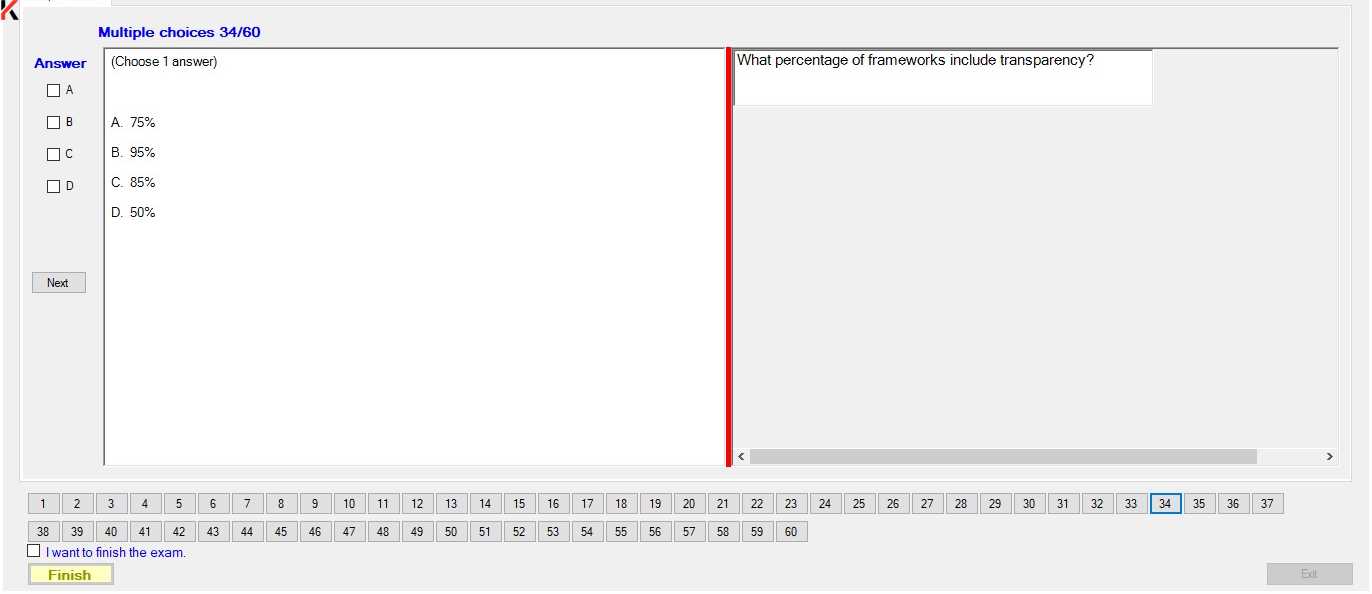 Multiple choices 34/60
Answer
(Choose 1 answer)
What percentage of frameworks include transparency?
A
B
C
D
A. 75%
B. 95%
C. 85%
D. 50%
Next
1 2 3 4 5 6 7 8 9 10 11 12 13 14 15 16 17 18 19 20 21 22 23 24 25 26 27 28 29 30 31 32 33 34 35 36 37
38 39 40 41 42 43 44 45 46 47 48 49 50 51 52 53 54 55 56 57 58 59 60
I want to finish the exam.
Finish
Exit